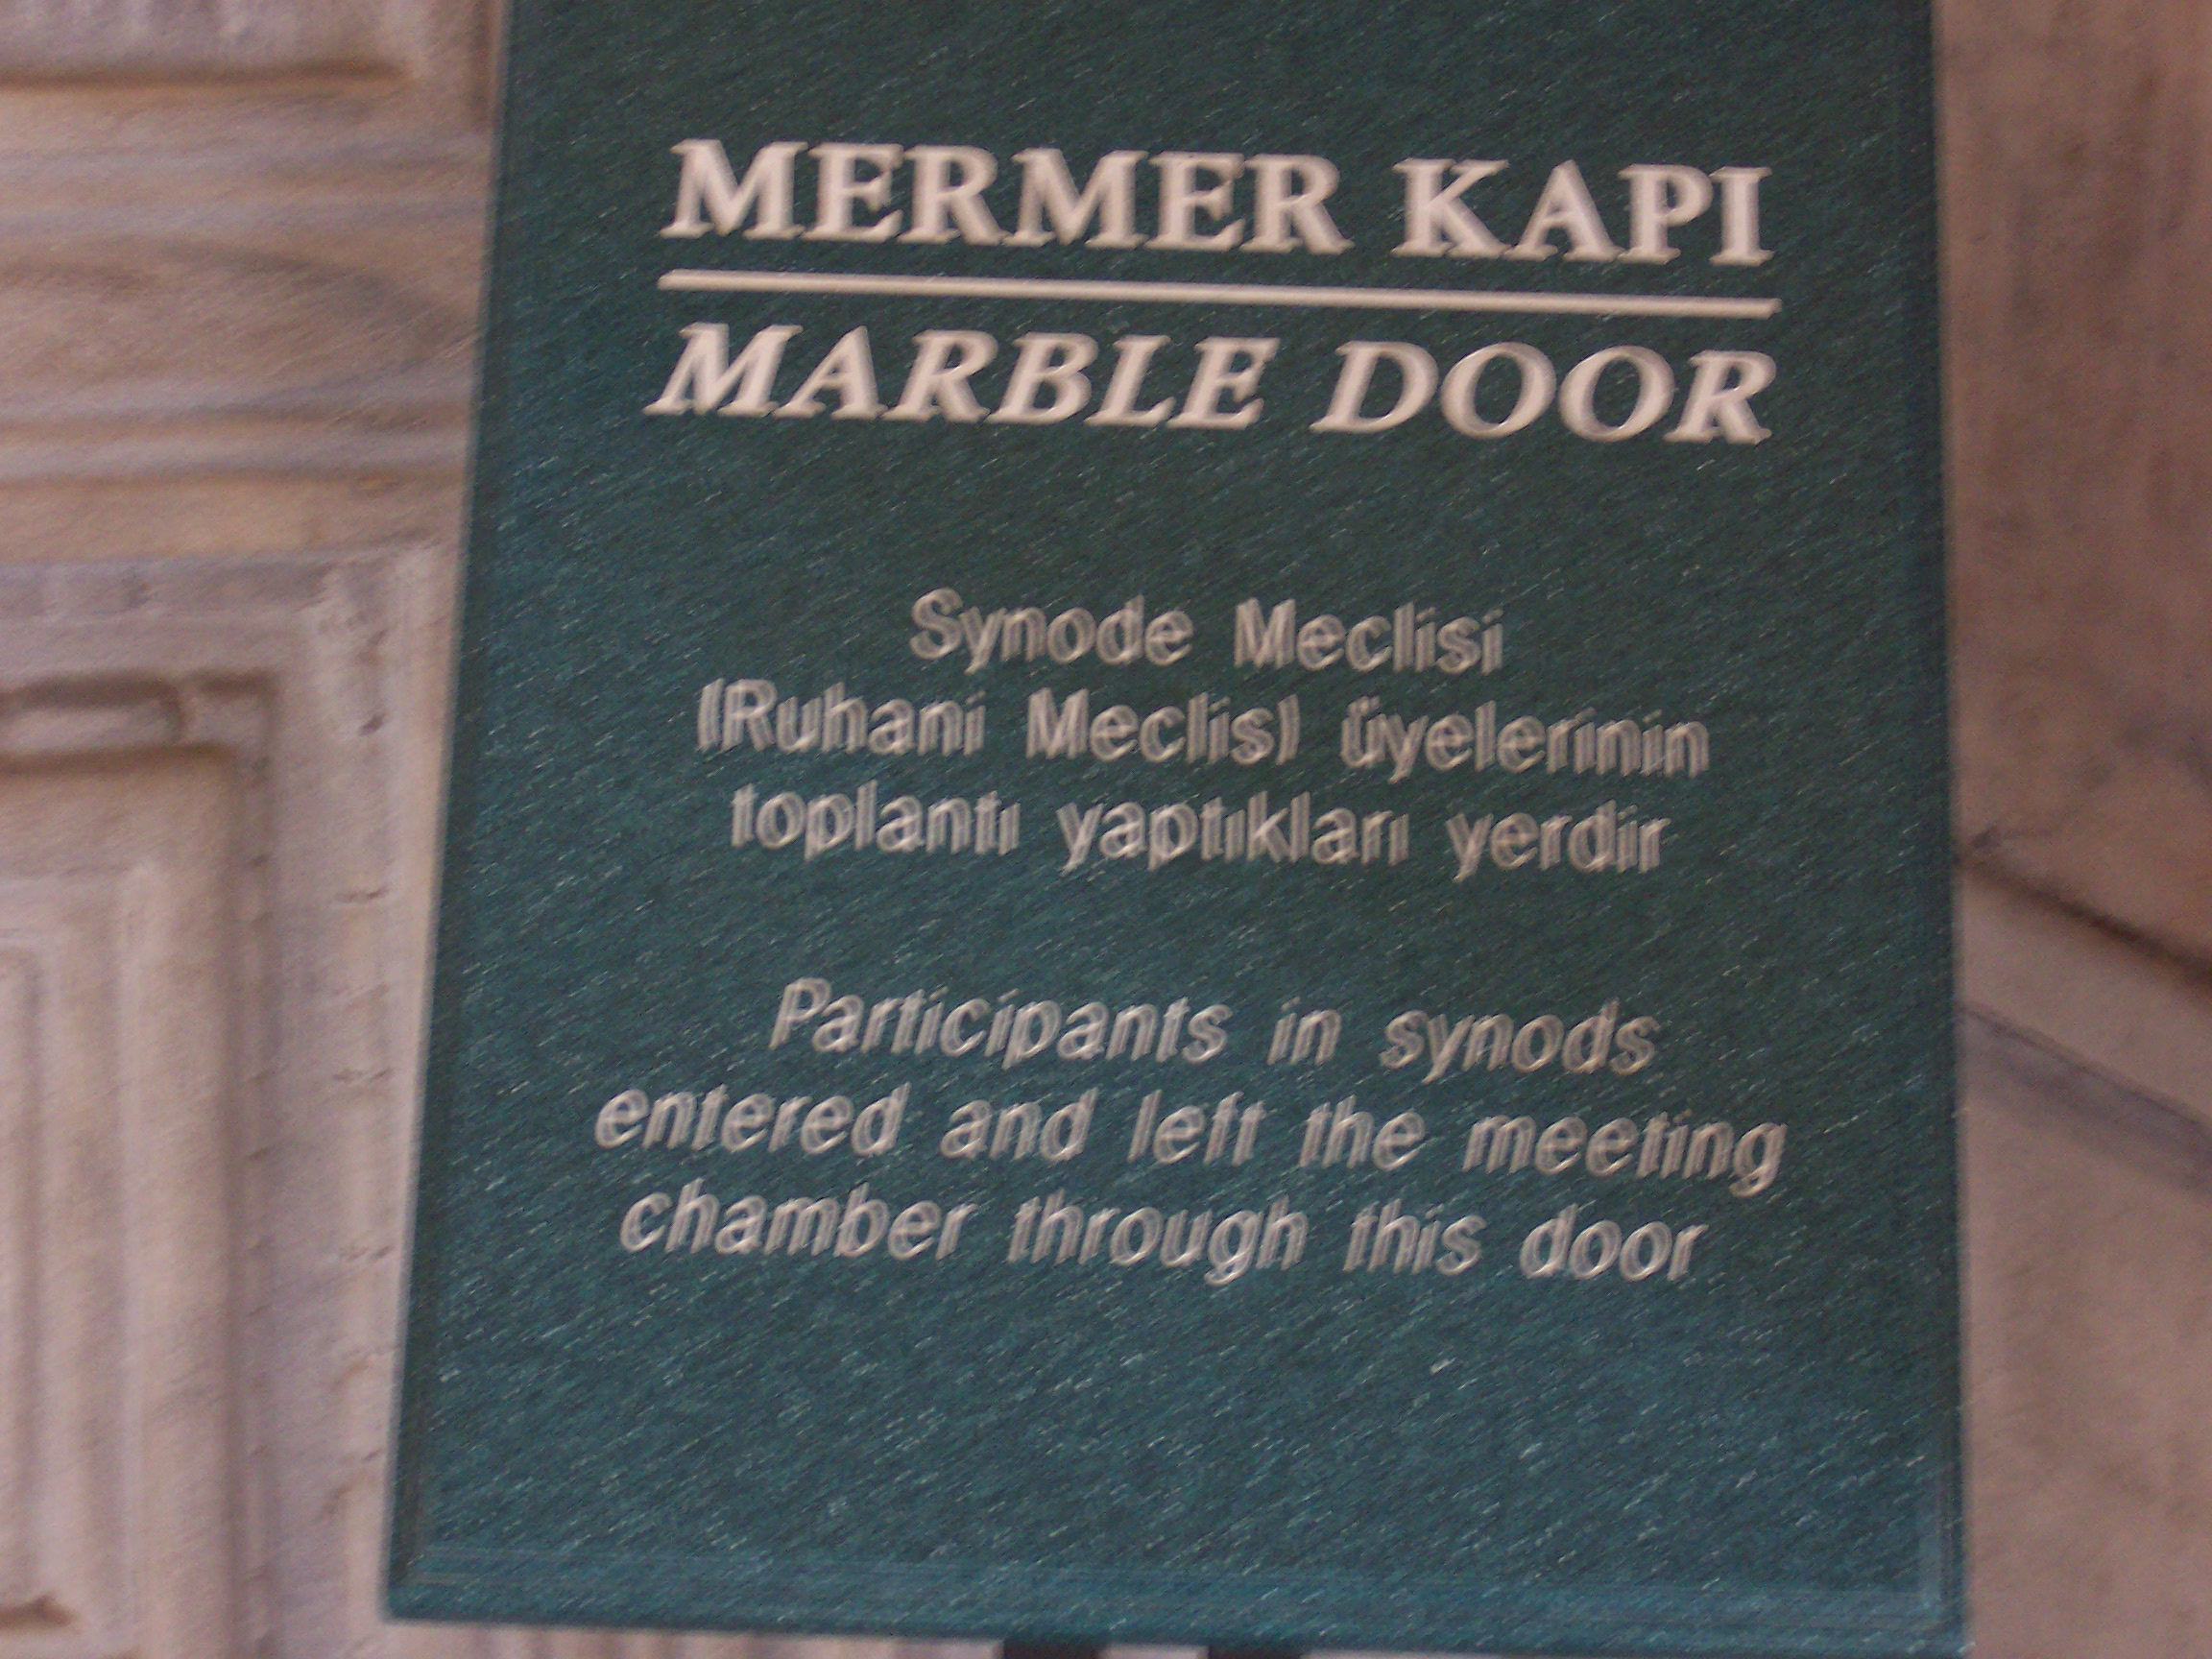 MERMER KAPI
MARBLE DOOR
Synode Meclisi
(Ruhani Meclis) üyelerinin
toplantı yaptıkları yerdir
Participants in synods
entered and left the meeting
chamber through this door